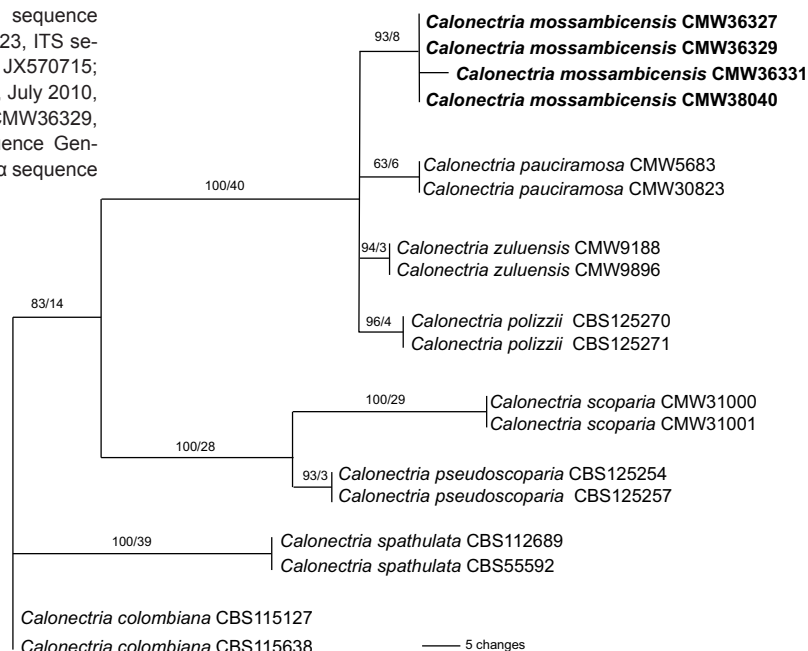 sequence
23, ITS se-
JX570715;
July 2010,
CMW36329,
uence Gen-
α sequence
93/8
Calonectria mossambicensis CMW36327
Calonectria mossambicensis CMW36329
Calonectria mossambicensis CMW36331
Calonectria mossambicensis CMW38040
63/6
Calonectria pauciramosa CMW5683
Calonectria pauciramosa CMW30823
100/40
94/3
Calonectria zuluensis CMW9188
Calonectria zuluensis CMW9896
83/14
96/4
Calonectria polizzii CBS125270
Calonectria polizzii CBS125271
100/29
Calonectria scoparia CMW31000
Calonectria scoparia CMW31001
100/28
93/3
Calonectria pseudoscoparia CBS125254
Calonectria pseudoscoparia CBS125257
100/39
Calonectria spathulata CBS112689
Calonectria spathulata CBS55592
Calonectria colombiana CBS115127
Calonectria colombiana CBS115638
5 changes